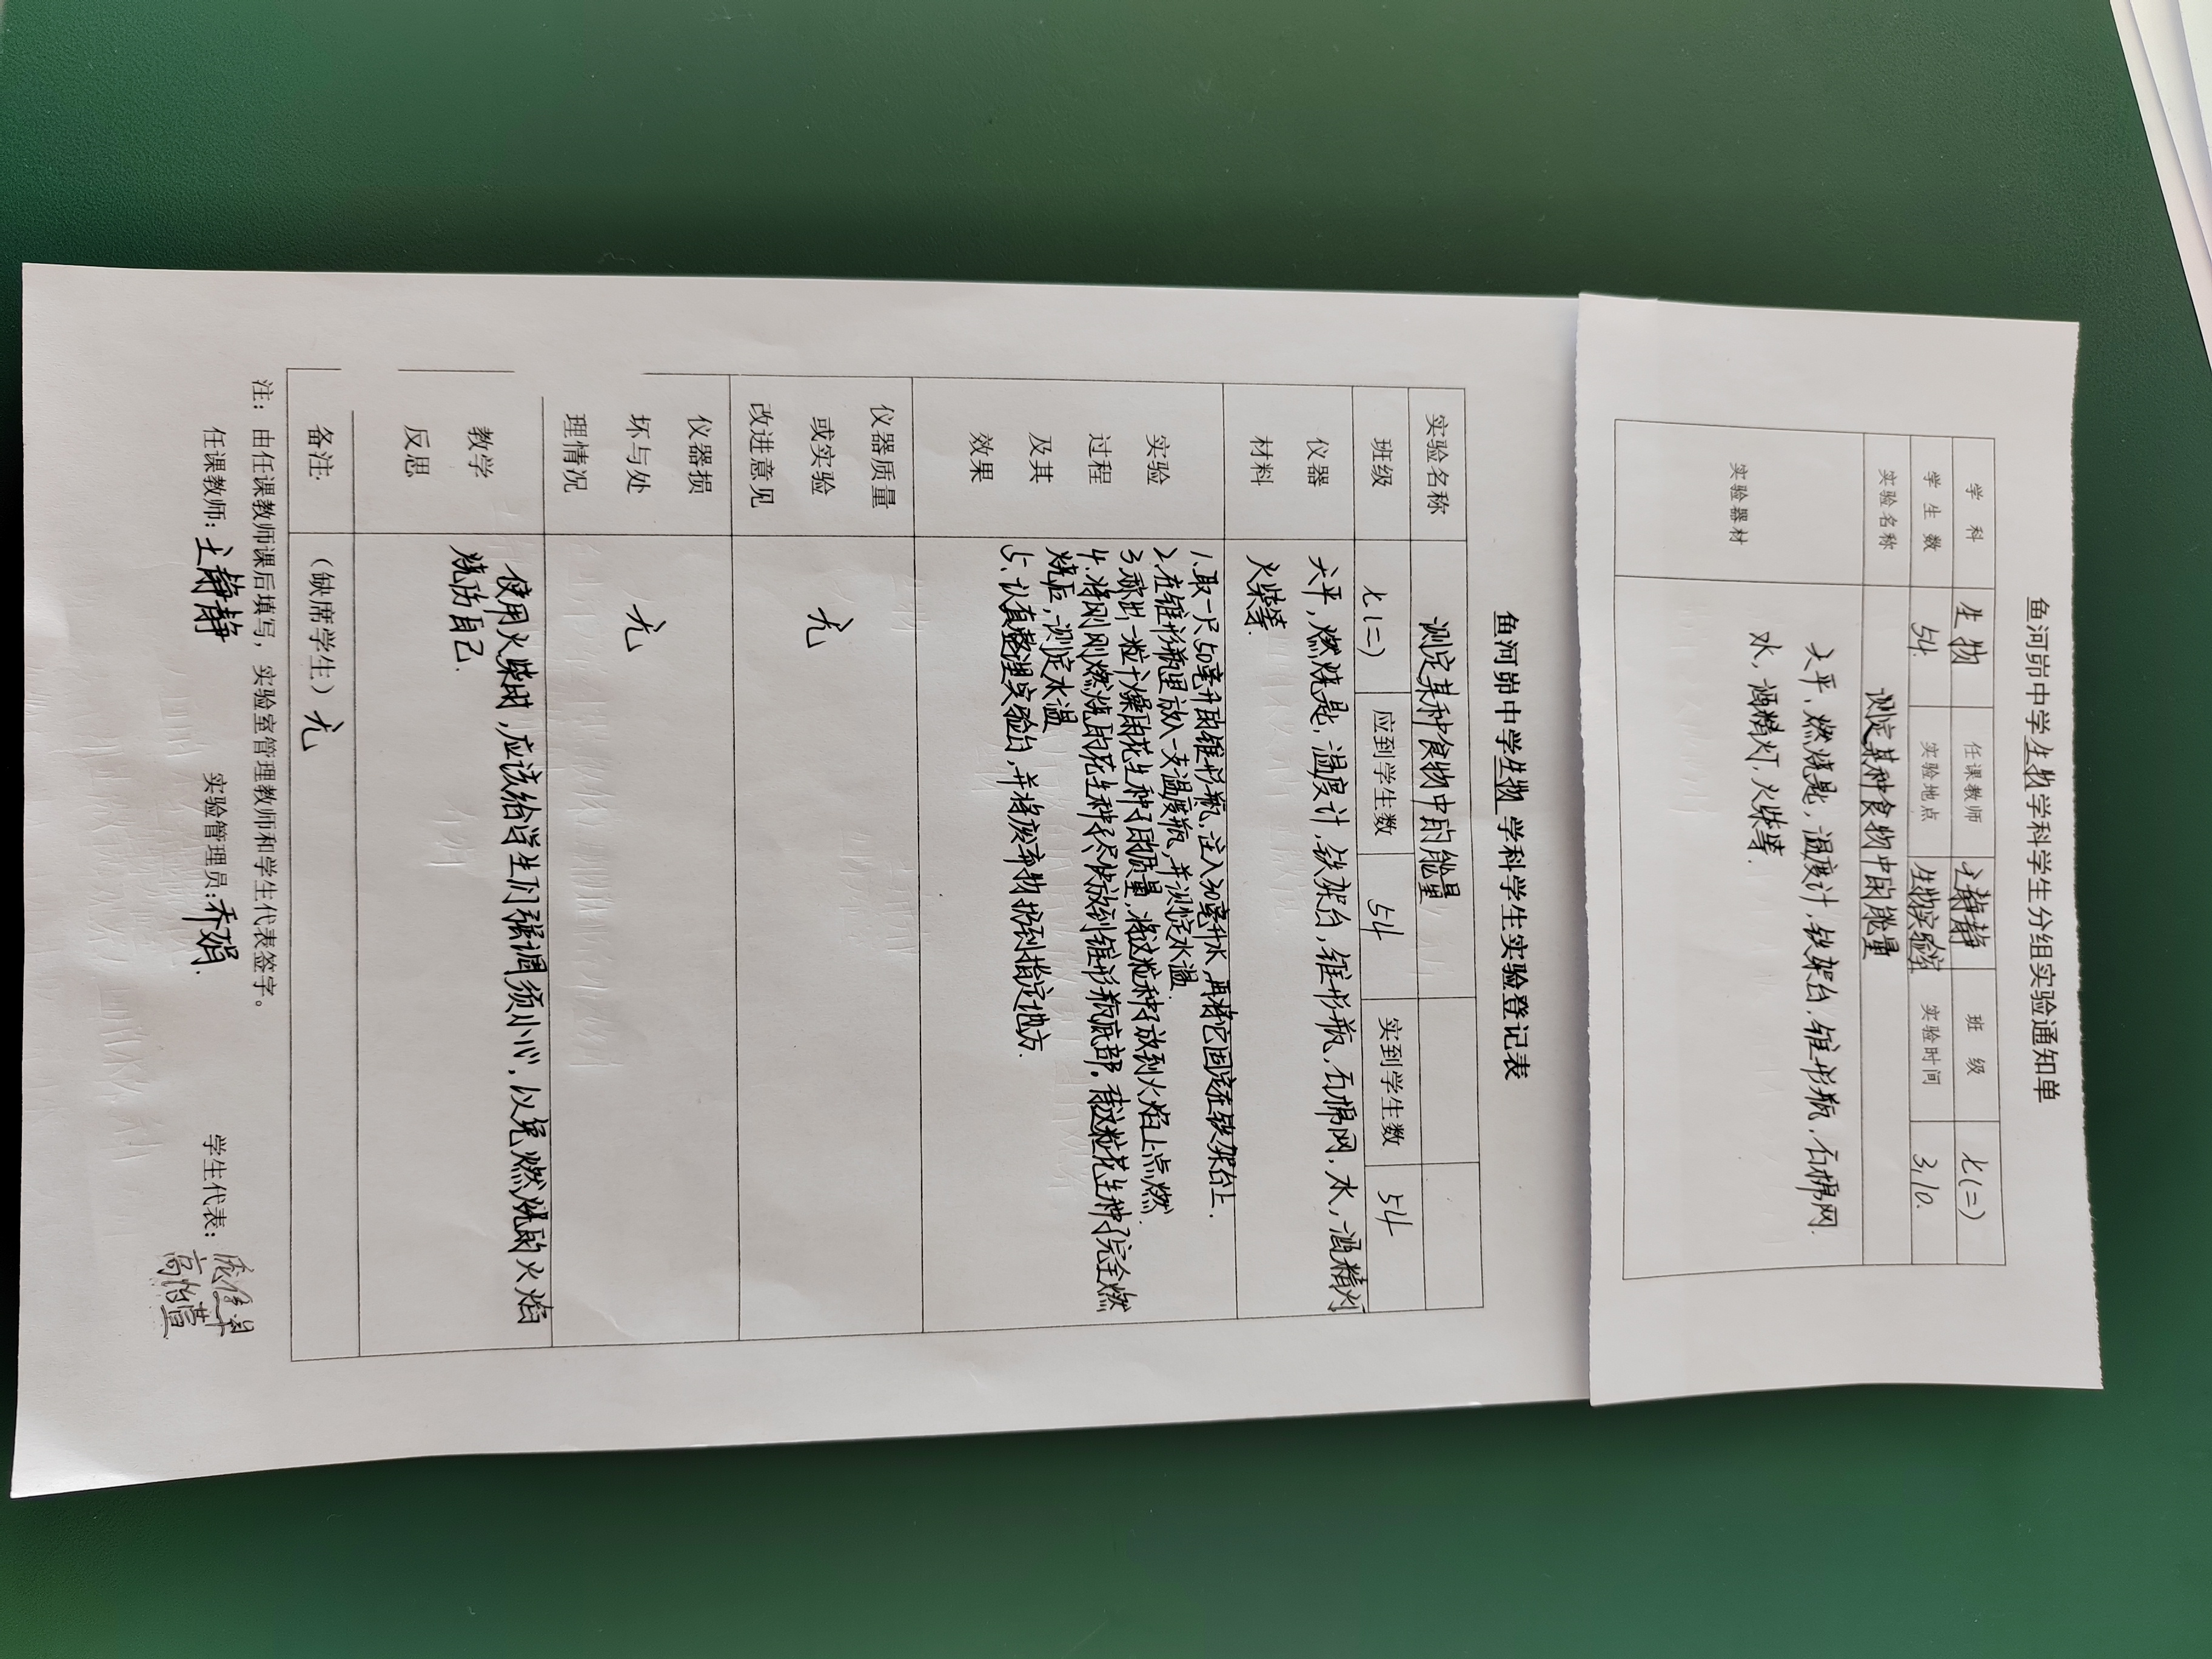 鱼河峁中学生物学科学生分组实验通知单
学 科 生物 任课教师 王静静 班 级 七(二)
学生数 54. 实验地点 生物实验室 实验时间 3.10.
实验名称 测定某种食物中的能量
实验器材 天平,燃烧匙,温度计,铁架台,锥形瓶,石棉网.
水,酒精灯,火柴等.
鱼河峁中学生物学科学生实验登记表
实验名称 测定某种食物中的能量
班级 七(二) 应到学生数 54 实到学生数 54
仪器材料 天平,燃烧匙,温度计,铁架台,锥形瓶,石棉网,水,酒精灯
火柴等.
实验过程及其效果
1.取一只50毫升的锥形瓶,注入30毫升水,再将它固定在铁架台上.
2.在锥形瓶里放入一支温度瓶,并测定水温.
3.称出一粒干燥的花生种子的质量,将这粒种子放到火焰上点燃.
4.将刚刚燃烧的花生种子尽快放到锥形瓶底部.待这粒花生种子完全燃
烧后,测定水温
5.认真整理实验台,并将废弃物扔到指定地方.
仪器质量或实验改进意见 无
仪器损坏与处理情况 无
教学反思 使用火柴时,应该给学生们强调须小心,以免燃烧的火焰
烧伤自己.
备注: (缺席学生) 无
注:由任课教师课后填写,实验室管理教师和学生代表签字。
任课教师:王静静 实验管理员:乔娟. 学生代表:
高怡萱